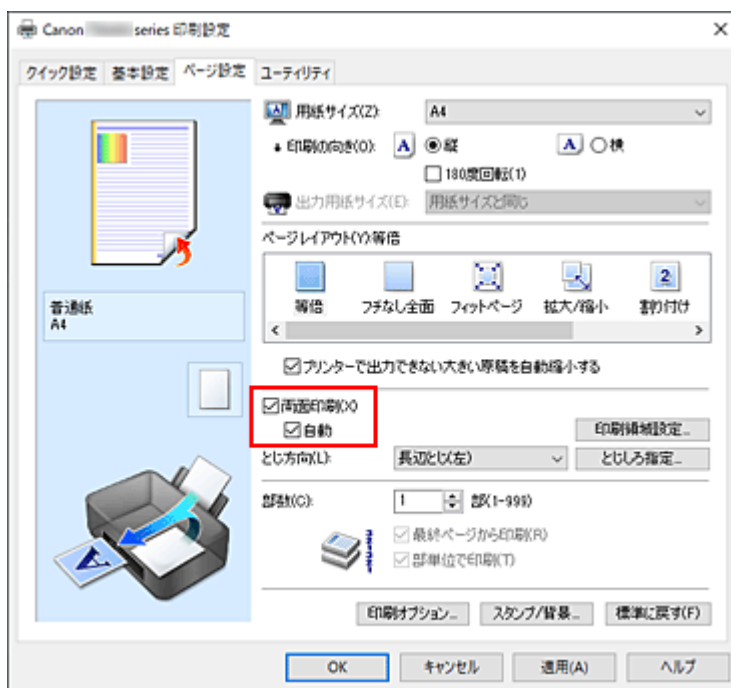 Canon series 印刷設定
クイック設定 基本設定 ページ設定 ユーティリティ
用紙サイズ(Z): A4
印刷の向き(O): A 縦 A 横
180度回転(1)
出力用紙サイズ(E): 用紙サイズと同じ
ページレイアウト(Y):等倍
等倍 フチなし全面 フィットページ 拡大/縮小 2 割り付け
普通紙
A4
プリンターで出力できない大きい原稿を自動縮小する
両面印刷(X)
自動
印刷領域設定...
とじ方向(L): 長辺とじ(左) とじしろ指定...
部数(C): 1 部(1-999)
最終ページから印刷(R)
部単位で印刷(T)
A
印刷オプション... スタンプ/背景... 標準に戻す(F)
OK キャンセル 適用(A) ヘルプ